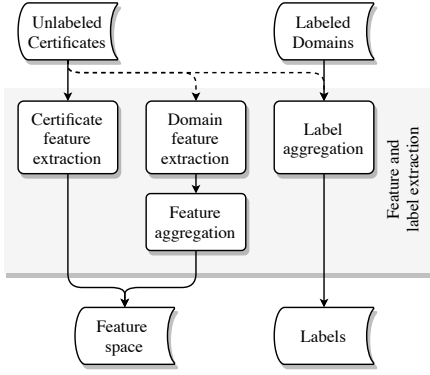 Unlabeled
Certificates
Labeled
Domains
Certificate
feature
extraction
Domain
feature
extraction
Label
aggregation
Feature and
label extraction
Feature
aggregation
Feature
space
Labels